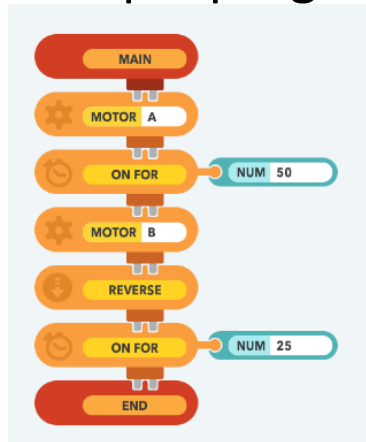 MAIN
MOTOR A
ON FOR NUM 50
MOTOR B
REVERSE
ON FOR NUM 25
END